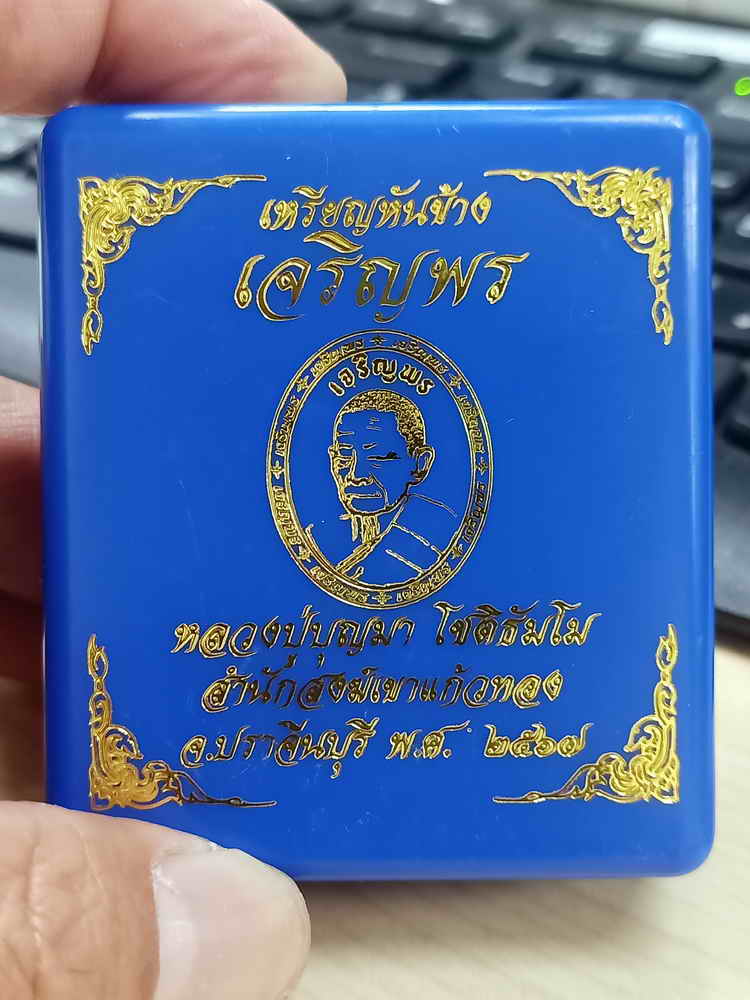 เหรียญหันข้าง
เจริญพร
เจริญพร
หลวงปู่บุญมา โชติธัมโม
สำนักสงฆ์เขาแก้วทอง
จ.ปราจีนบุรี พ.ศ. ๒๕๖๗